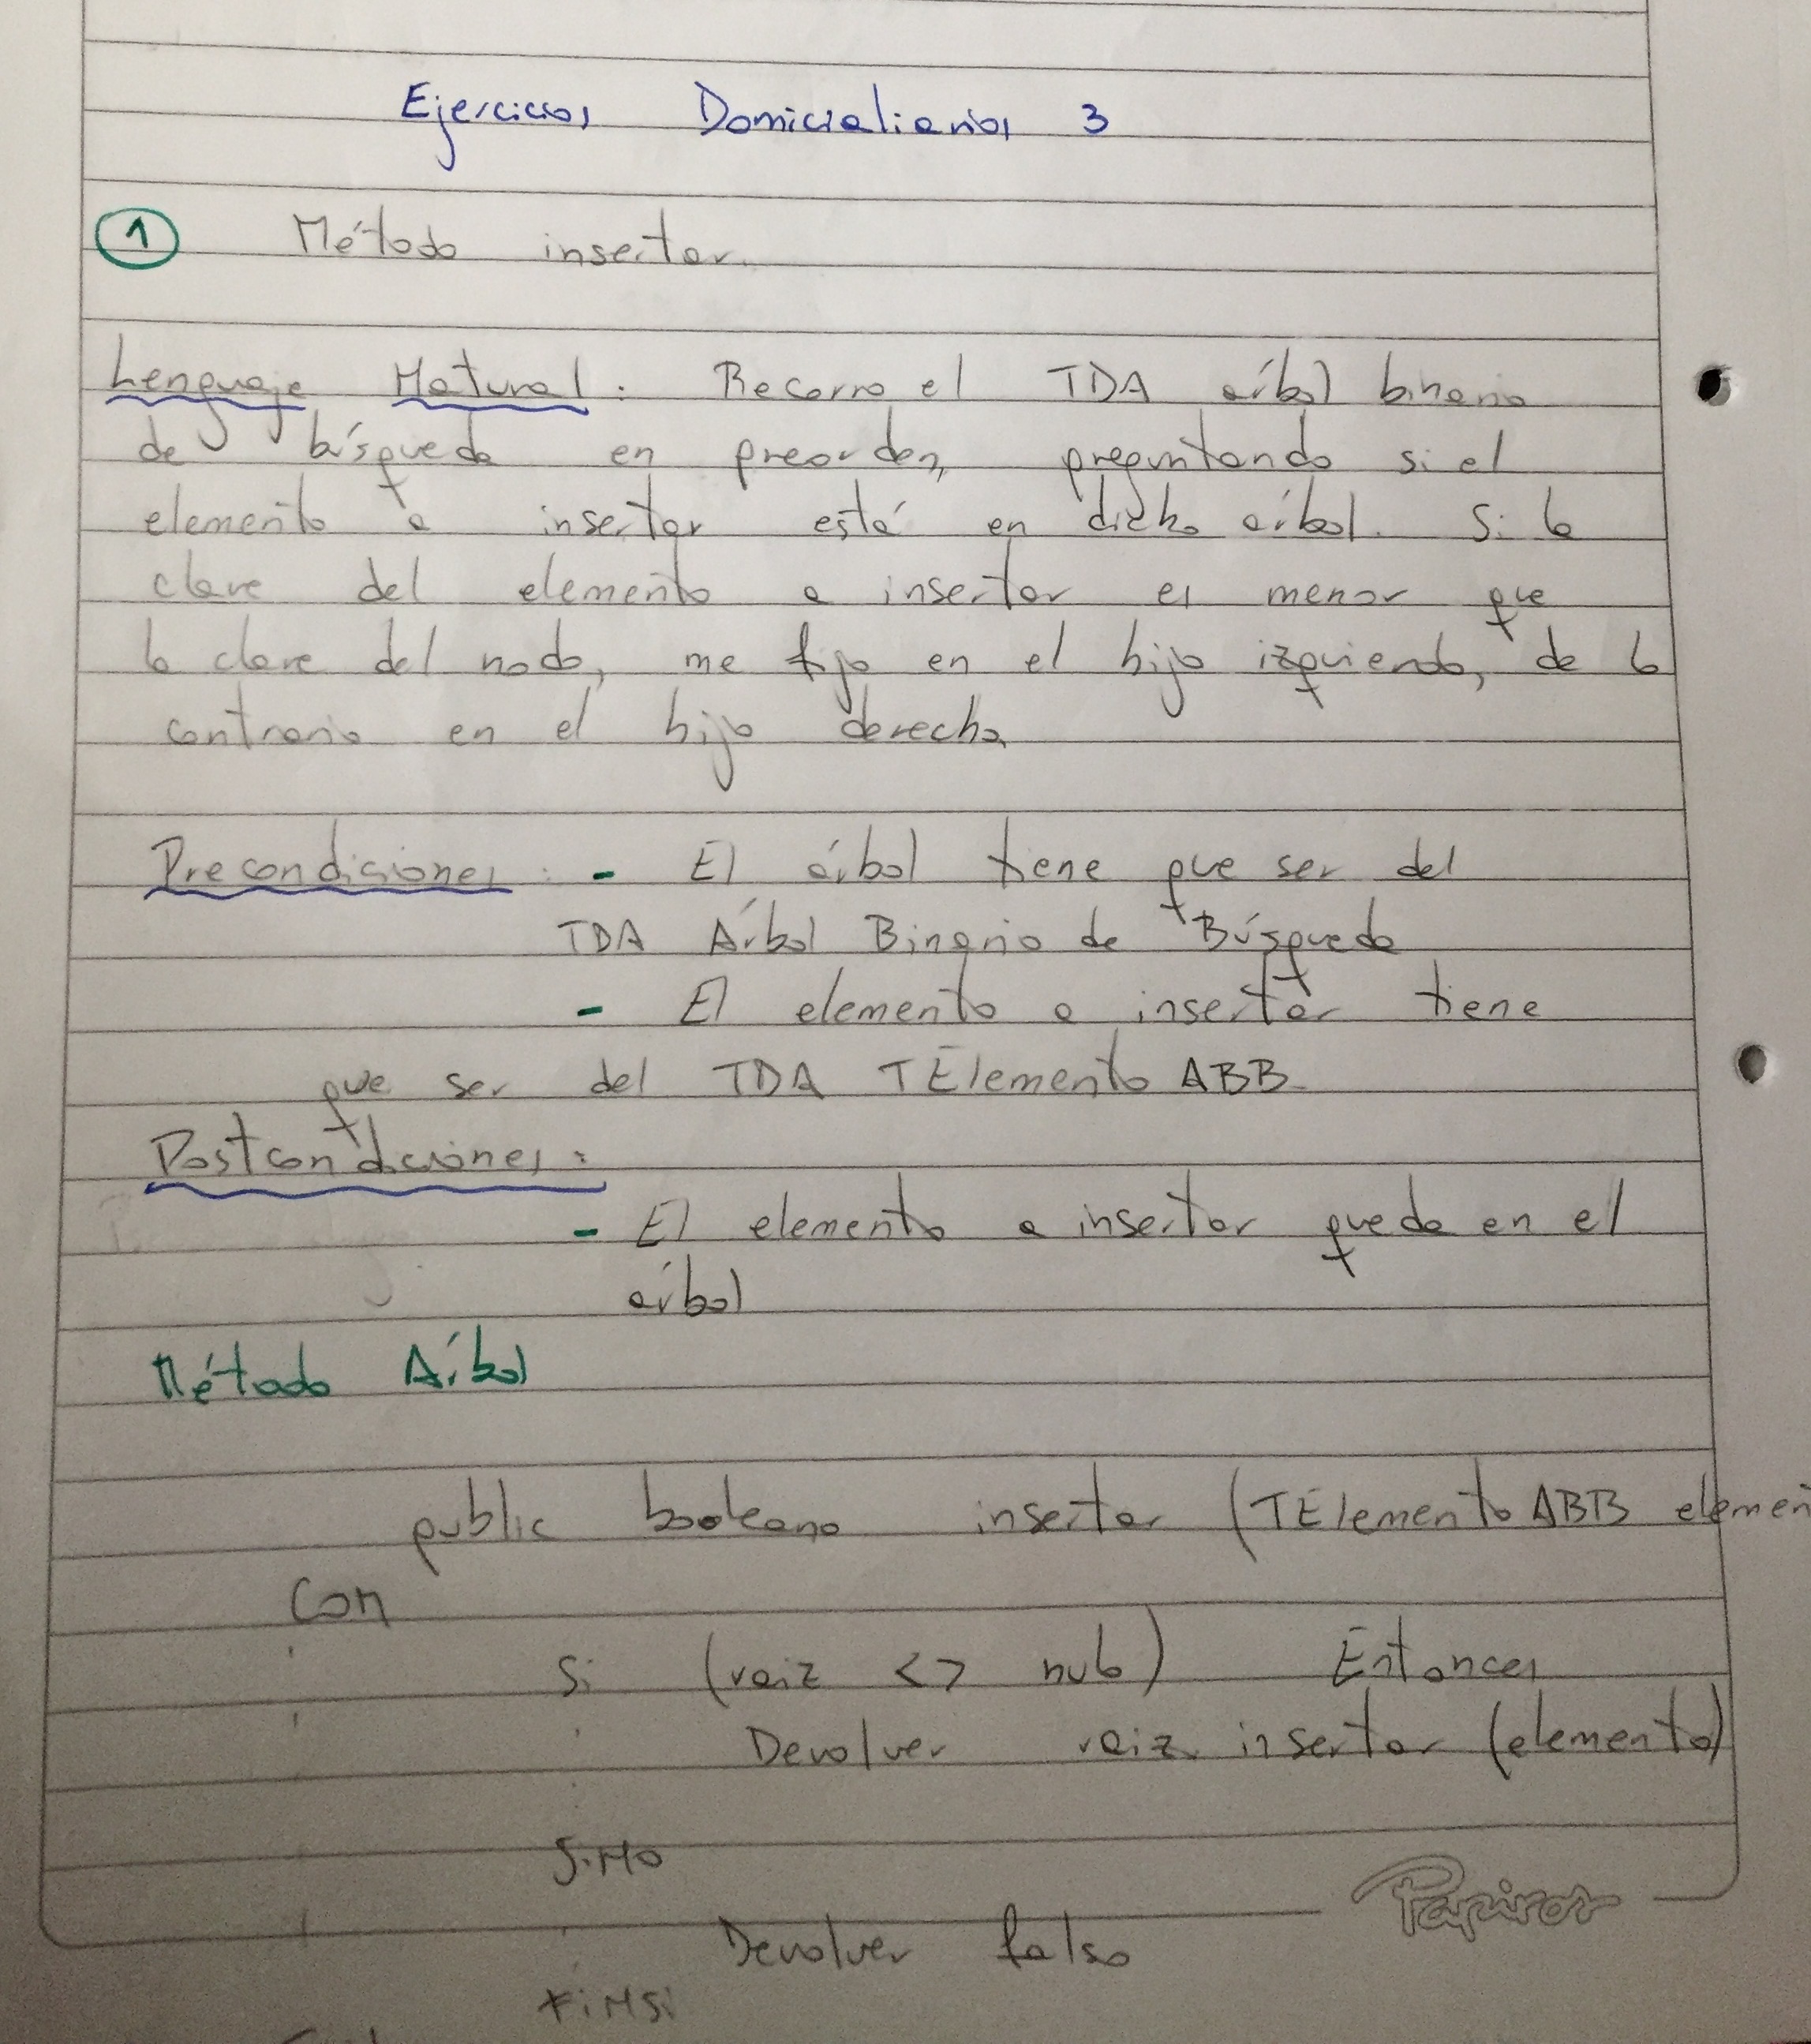 Ejercicios Domicialiarios 3
1 Método insertar.
Lenguaje Natural: Recorro el TDA árbol binario
de búsqueda en preorden, preguntando si el
elemento a insertar está en dicho árbol. Si la
clave del elemento a insertar es menor que
la clave del nodo, me fijo en el hijo izquierdo, de lo
contrario en el hijo derecho
Precondiciones: - El árbol tiene que ser del
TDA Árbol Binario de Búsqueda
- El elemento a insertar tiene
que ser del TDA TElementoABB
Postcondiciones:
- El elemento a insertar queda en el
árbol
Método Árbol
public booleano insertar (TElementoABB elemen
Com
Si (raiz <> nulo) Entonces
Devolver raiz.insertar (elemento)
SiNo
Papiros
Devolver falso
FiNSi